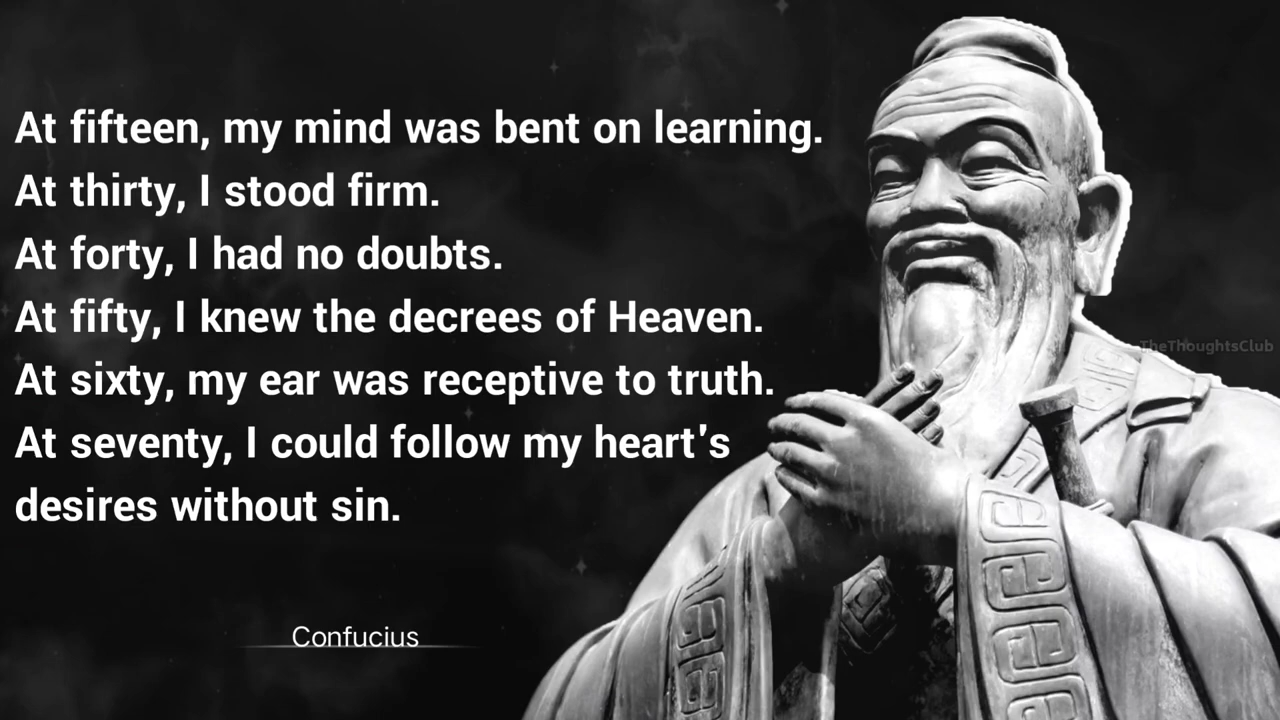 At fifteen, my mind was bent on learning.
At thirty, I stood firm.
At forty, I had no doubts.
At fifty, I knew the decrees of Heaven.
At sixty, my ear was receptive to truth.
At seventy, I could follow my heart's
desires without sin.
TheThoughtsClub
Confucius